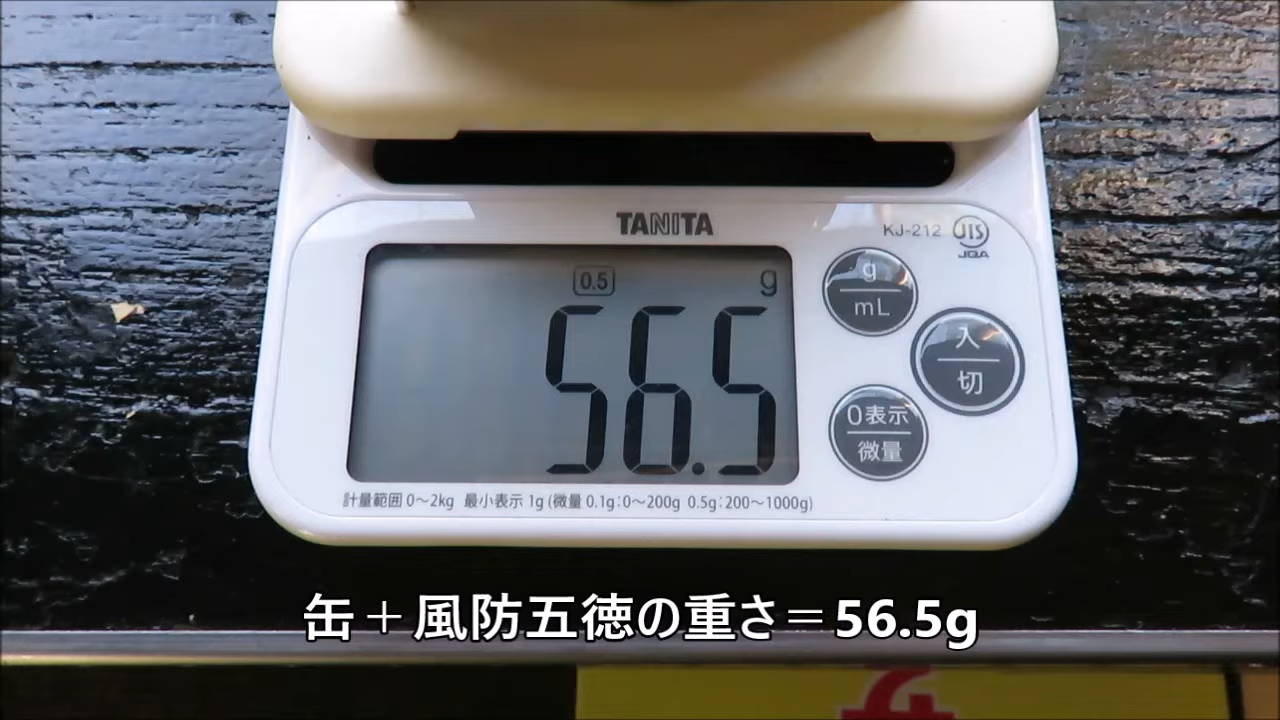 TANITA
KJ-212
JIS
JQA
0.5
g
56.5
g
mL
入
切
0表示
微量
計量範囲 0～2kg 最小表示 1g (微量 0.1g:0～200g 0.5g:200～1000g)
缶＋風防五徳の重さ＝56.5g